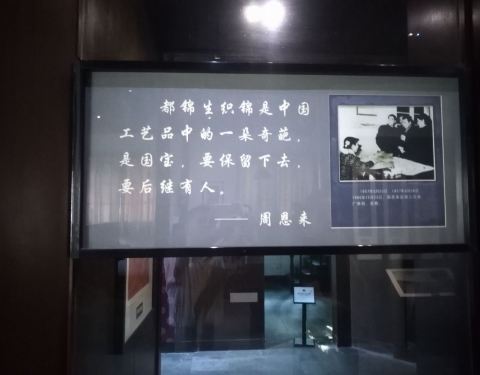 都锦生织锦是中国
工艺品中的一朵奇葩，
是国宝，要保留下去，
要后继有人。
—— 周恩来